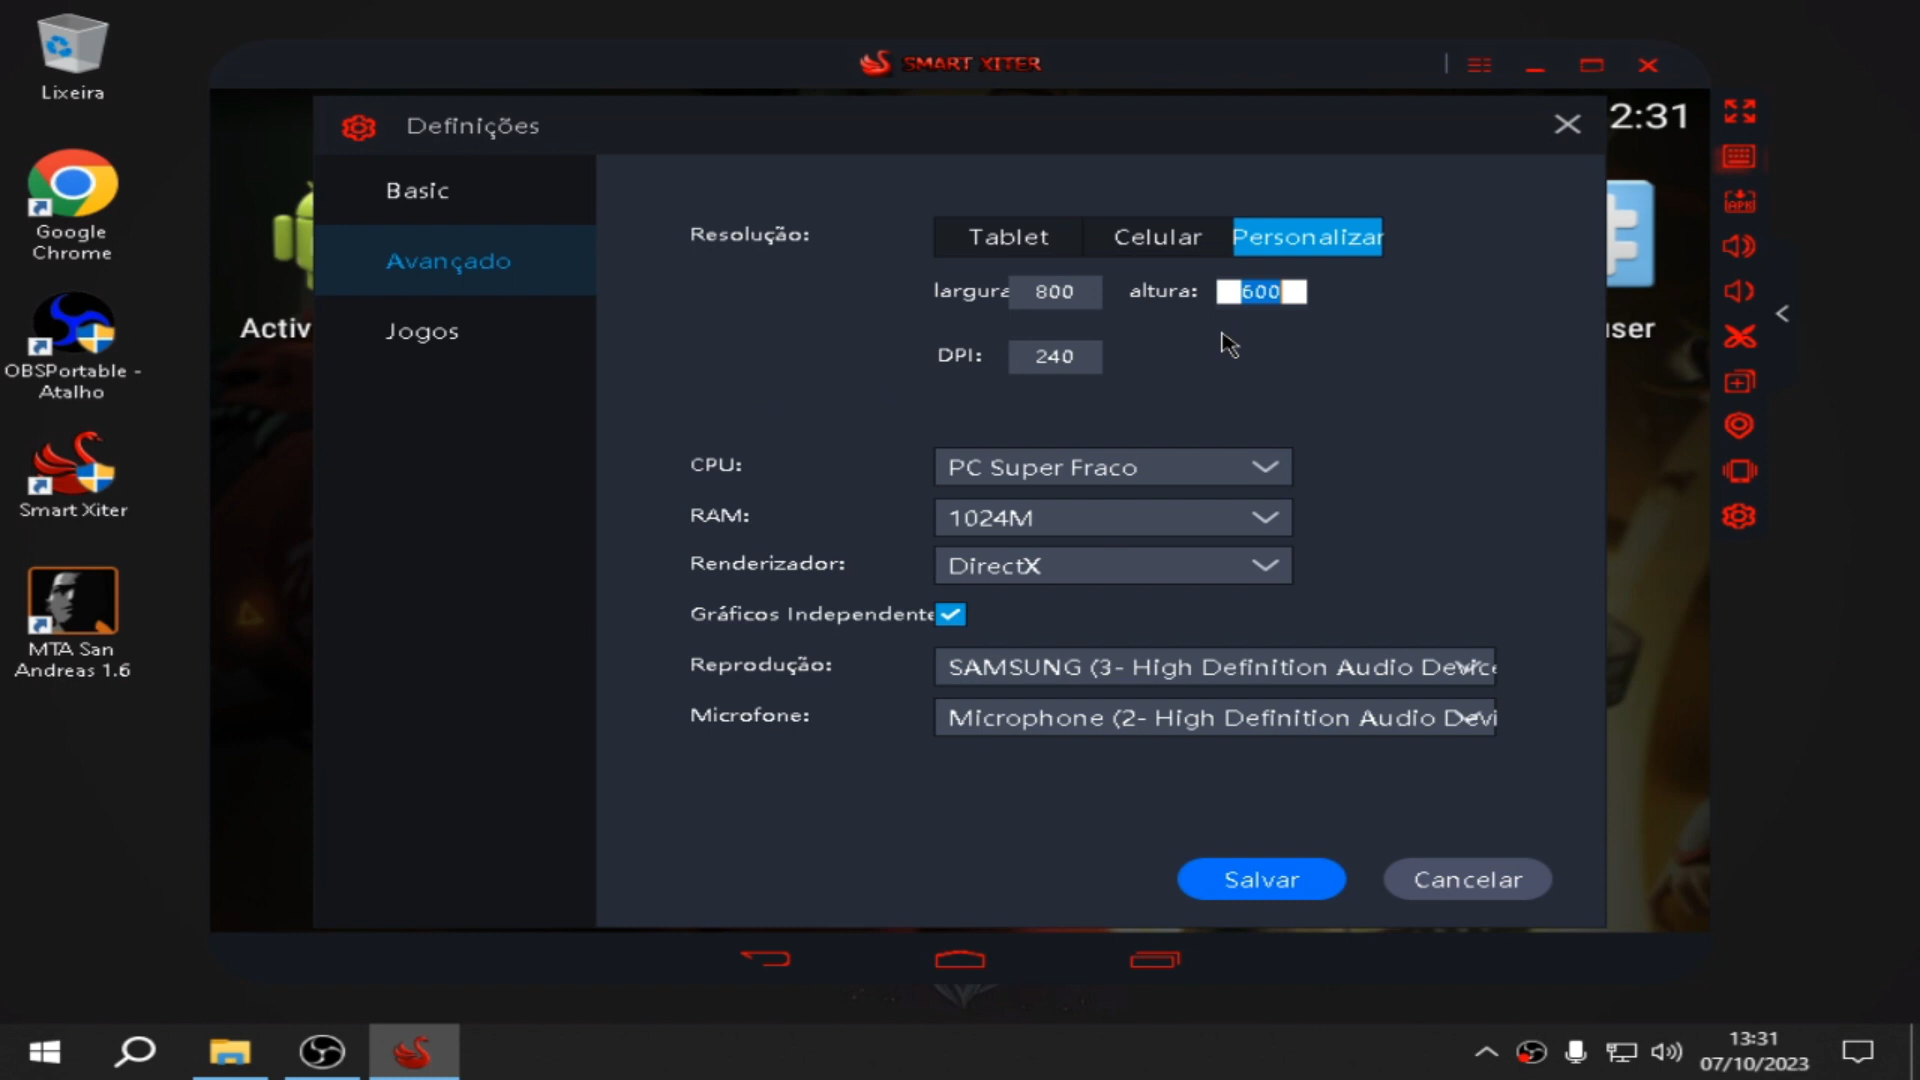 Lixeira
Google
Chrome
OBSPortable -
Atalho
Smart Xiter
MTA San
Andreas 1.6
SMART XITER
2:31
Activ
Definições
Basic
Avançado
Jogos
Resolução:
Tablet
Celular
Personalizar
largura
800
altura:
600
DPI:
240
CPU:
PC Super Fraco
RAM:
1024M
Renderizador:
DirectX
Gráficos Independente
Reprodução:
SAMSUNG (3- High Definition Audio Device
Microfone:
Microphone (2- High Definition Audio Devi
Salvar
Cancelar
APK
13:31
07/10/2023